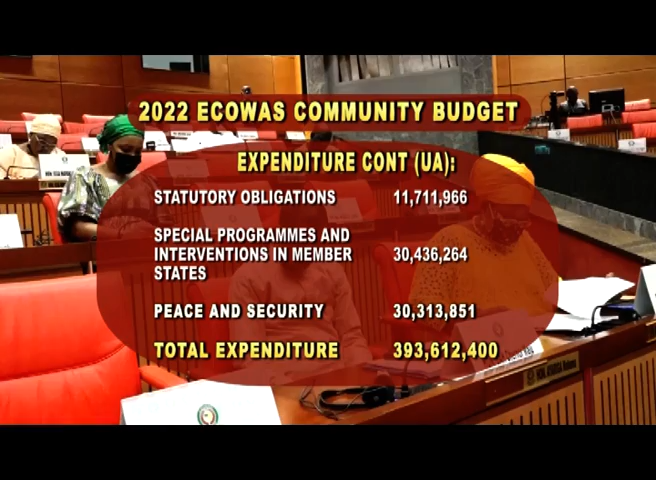 2022 ECOWAS COMMUNITY BUDGET
EXPENDITURE CONT (UA):
STATUTORY OBLIGATIONS 11,711,966
SPECIAL PROGRAMMES AND
INTERVENTIONS IN MEMBER 30,436,264
STATES
PEACE AND SECURITY 30,313,851
TOTAL EXPENDITURE 393,612,400